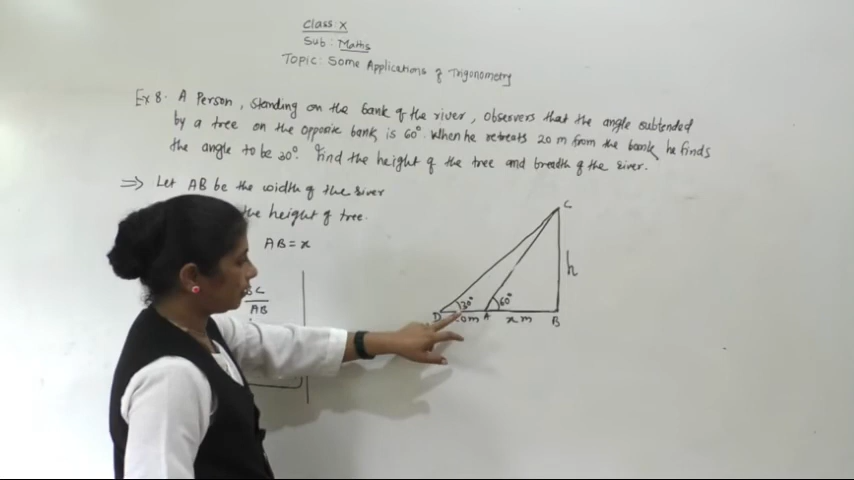 Class: X
Sub: Maths
Topic: Some Applications of Trigonometry
Ex 8. A Person, standing on the bank of the river, observers that the angle subtended
by a tree on the opposite bank is 60°. When he retreats 20 m from the bank, he finds
the angle to be 30°. Find the height of the tree and breadth of the river.
⇒ Let AB be the width of the river
the height of tree.
AB = x
BC
AB
C
h
30° 60°
D 20m A x m B